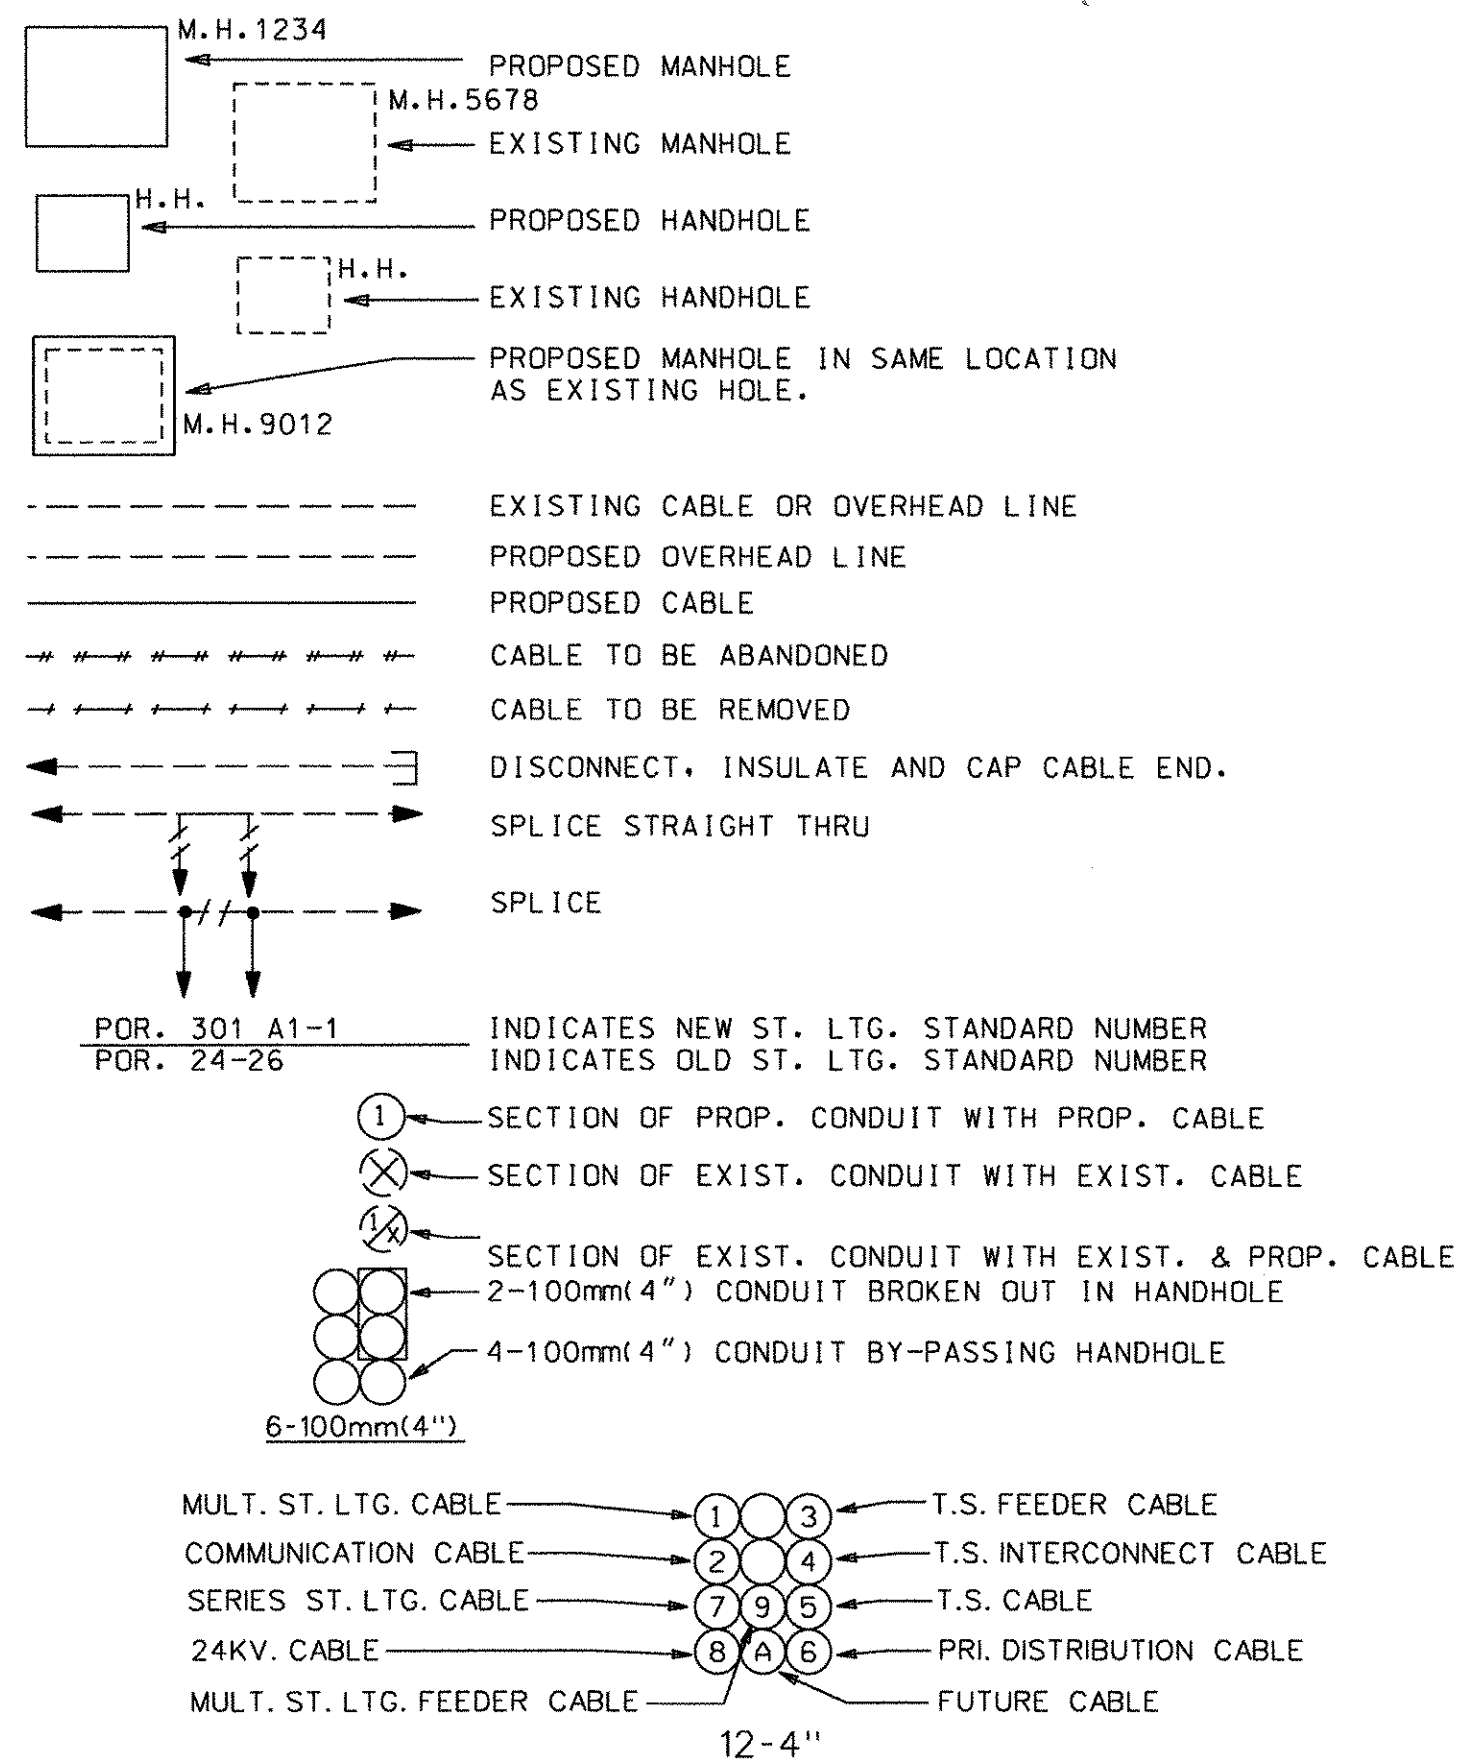 M.H.1234
PROPOSED MANHOLE
M.H.5678
EXISTING MANHOLE
H.H.
PROPOSED HANDHOLE
H.H.
EXISTING HANDHOLE
PROPOSED MANHOLE IN SAME LOCATION
AS EXISTING HOLE.
M.H.9012
EXISTING CABLE OR OVERHEAD LINE
PROPOSED OVERHEAD LINE
PROPOSED CABLE
CABLE TO BE ABANDONED
CABLE TO BE REMOVED
DISCONNECT, INSULATE AND CAP CABLE END.
SPLICE STRAIGHT THRU
SPLICE
POR. 301 A1-1 INDICATES NEW ST. LTG. STANDARD NUMBER
POR. 24-26 INDICATES OLD ST. LTG. STANDARD NUMBER
1 SECTION OF PROP. CONDUIT WITH PROP. CABLE
X SECTION OF EXIST. CONDUIT WITH EXIST. CABLE
1/X SECTION OF EXIST. CONDUIT WITH EXIST. & PROP. CABLE
2-100mm(4") CONDUIT BROKEN OUT IN HANDHOLE
4-100mm(4") CONDUIT BY-PASSING HANDHOLE
6-100mm(4")
MULT. ST. LTG. CABLE 1 3 T.S. FEEDER CABLE
COMMUNICATION CABLE 2 4 T.S. INTERCONNECT CABLE
SERIES ST. LTG. CABLE 7 9 5 T.S. CABLE
24KV. CABLE 8 A 6 PRI. DISTRIBUTION CABLE
MULT. ST. LTG. FEEDER CABLE FUTURE CABLE
12-4"